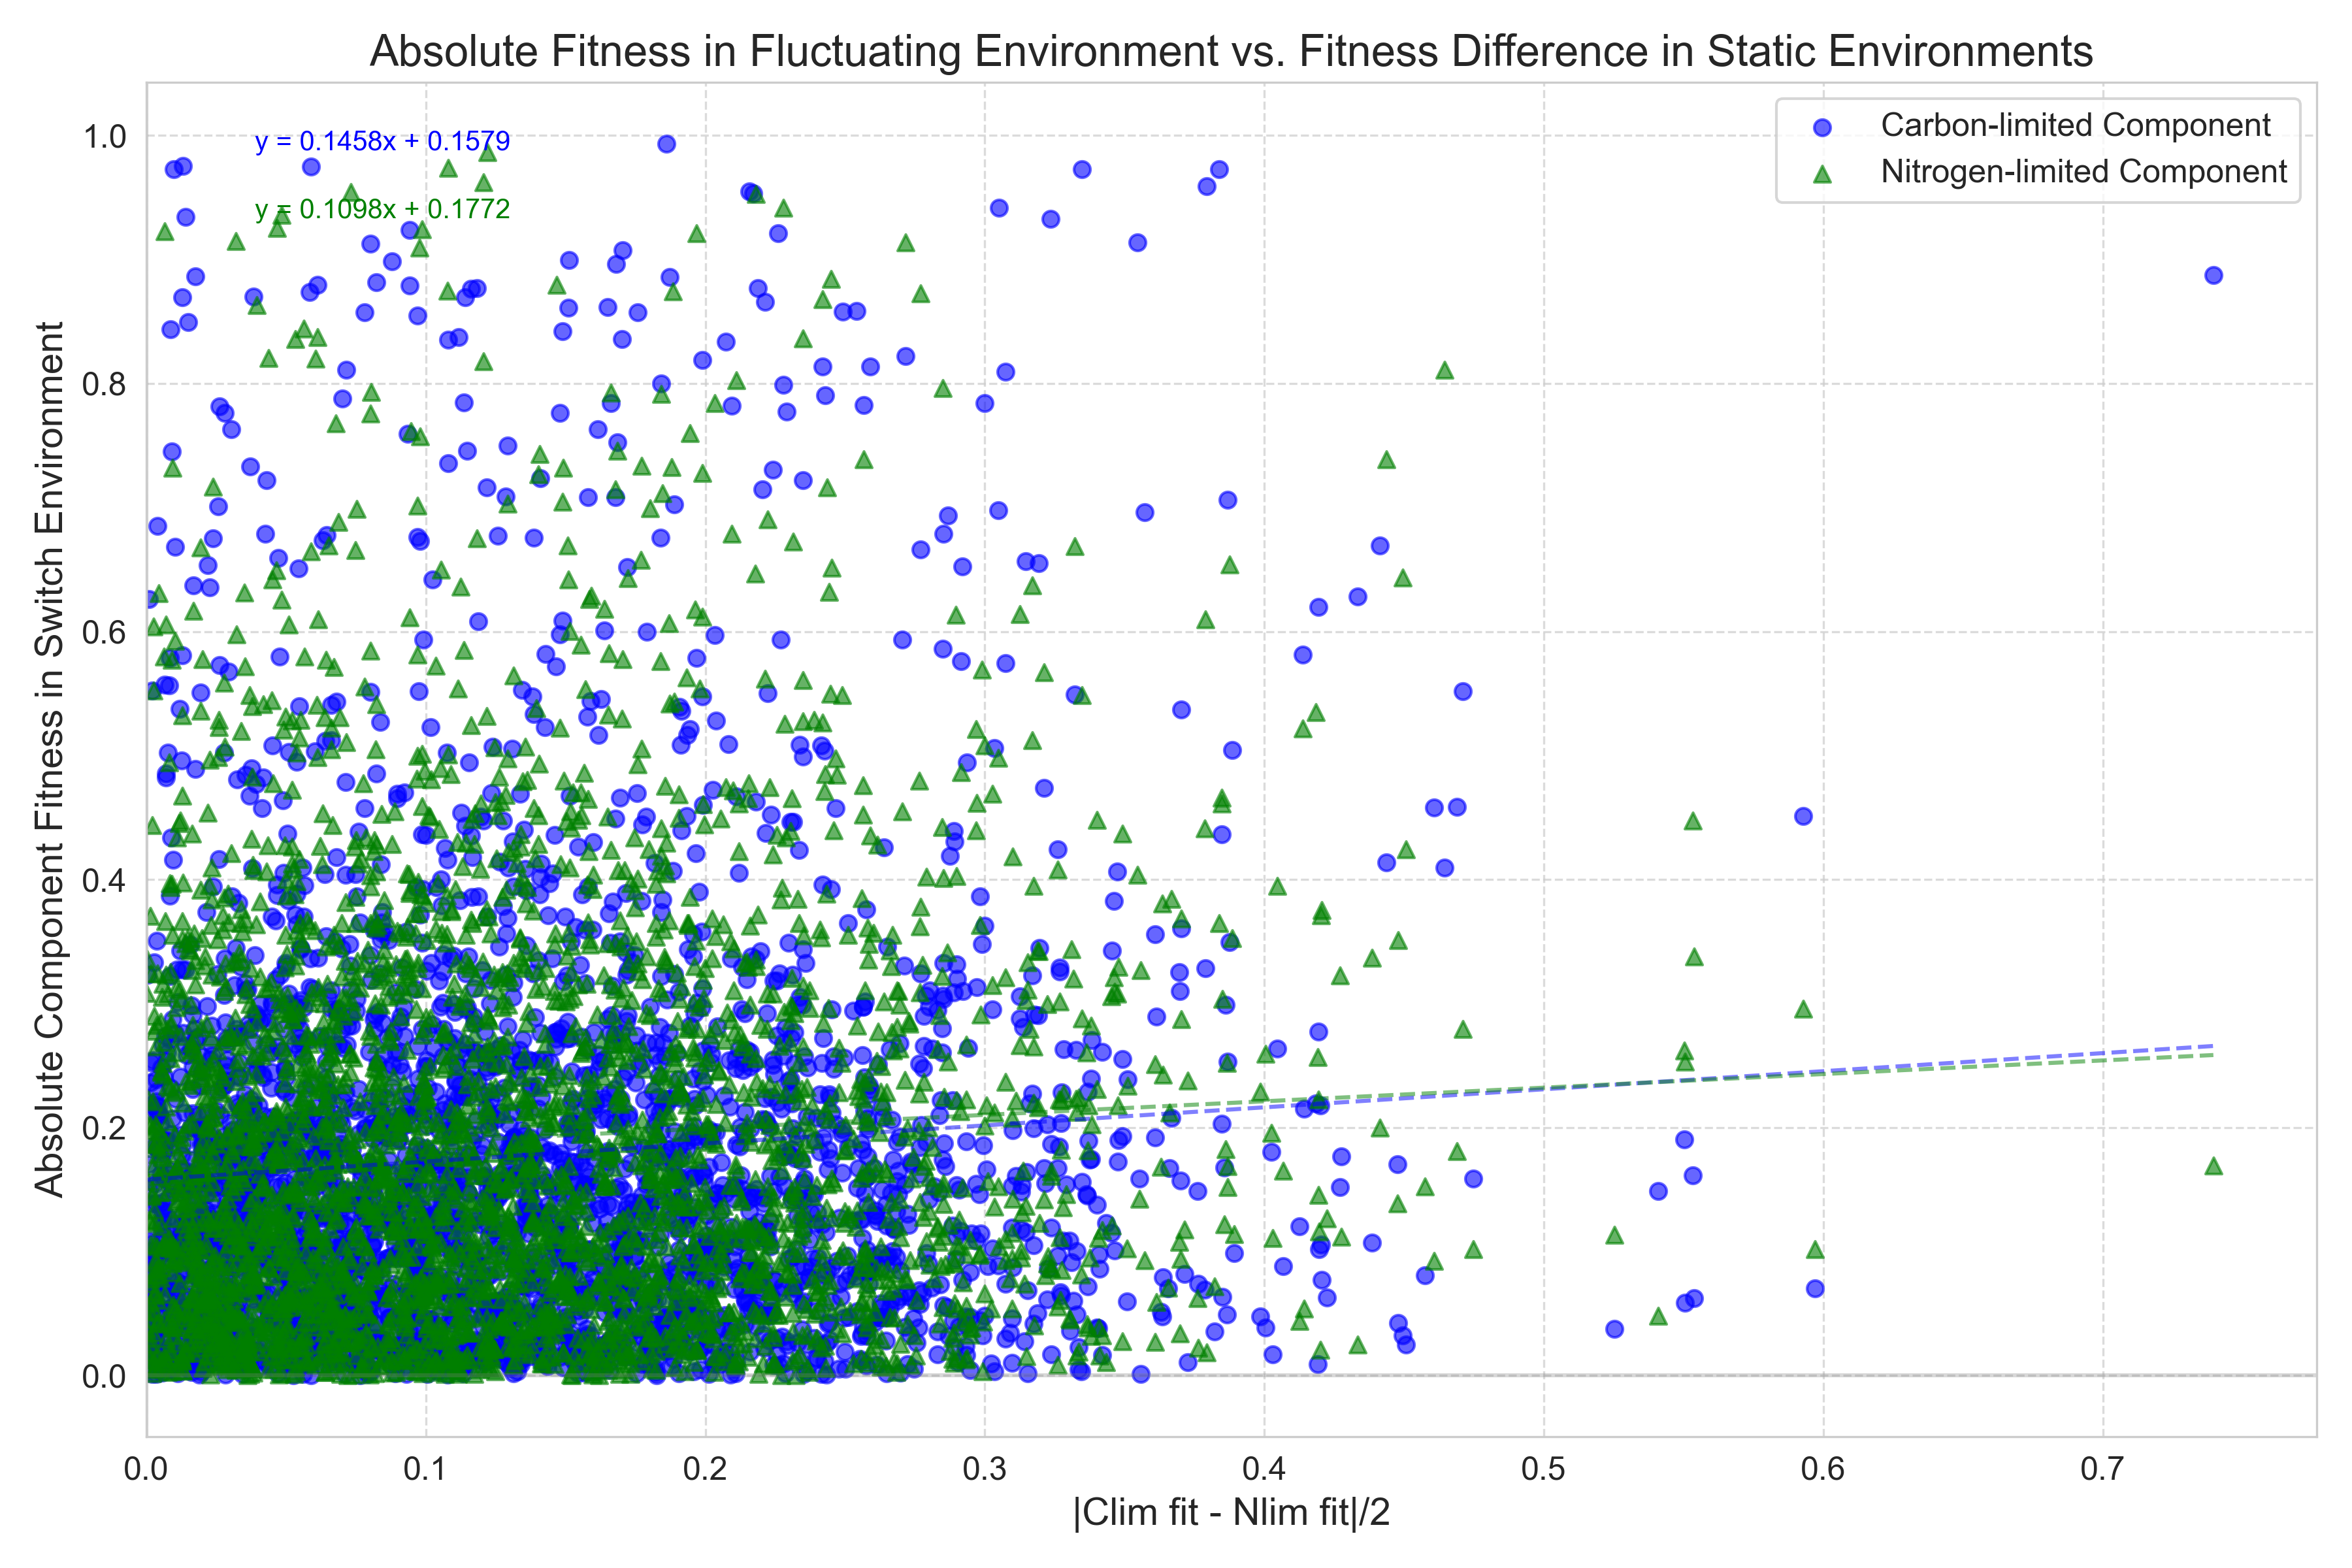 Absolute Fitness in Fluctuating Environment vs. Fitness Difference in Static Environments
Absolute Component Fitness in Switch Environment
1.0
0.8
0.6
0.4
0.2
0.0
y = 0.1458x + 0.1579
y = 0.1098x + 0.1772
Carbon-limited Component
Nitrogen-limited Component
0.0 0.1 0.2 0.3 0.4 0.5 0.6 0.7
|Clim fit - Nlim fit|/2